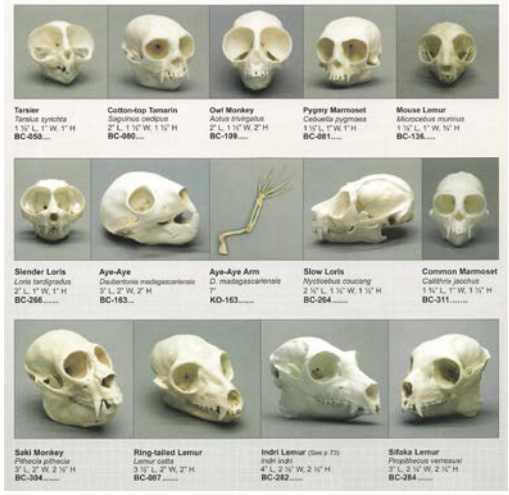 Tarsier
Tarsius syrichta
1 ½" L, 1" W, 1" H
BC-050....
Cotton-top Tamarin
Saguinus oedipus
2" L, 1 ½" W, 1 ½" H
BC-080....
Owl Monkey
Aotus trivirgatus
2" L, 1 ½" W, 2" H
BC-109.....
Pygmy Marmoset
Cebuella pygmaea
1 ½" L, 1" W, 1" H
BC-081.....
Mouse Lemur
Microcebus murinus
1 ½" L, 1" W, ¾" H
BC-136.....
Slender Loris
Loris tardigradus
2" L, 1" W, 1" H
BC-266.......
Aye-Aye
Daubentonia madagascariensis
3" L, 2" W, 2" H
BC-163...
Aye-Aye Arm
D. madagascariensis
7"
KO-163.......
Slow Loris
Nycticebus coucang
2 ½" L, 1 ½" W, 1 ½" H
BC-264.......
Common Marmoset
Callithrix jacchus
1 ¾" L, 1" W, 1 ½" H
BC-311........
Saki Monkey
Pithecia pithecia
3" L, 2" W, 2 ½" H
BC-304.......
Ring-tailed Lemur
Lemur catta
3 ½" L, 2" W, 2" H
BC-087.......
Indri Lemur (See p 73)
Indri indri
4" L, 2 ½" W, 2 ½" H
BC-282......
Sifaka Lemur
Propithecus verreauxi
3" L, 2 ½" W, 2 ½" H
BC-284.......